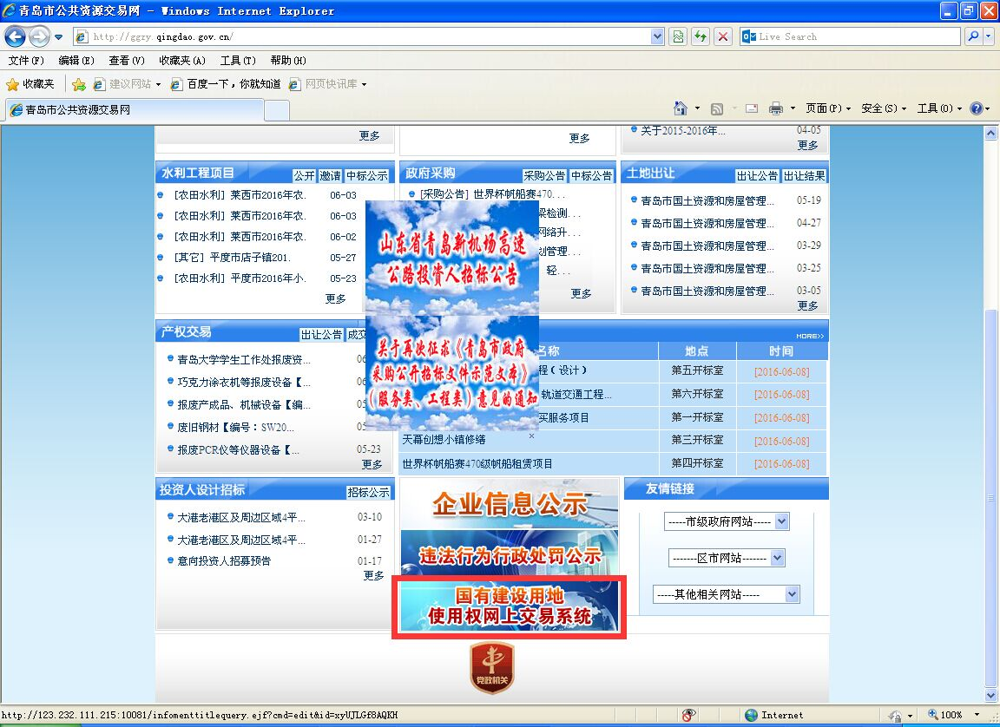 青岛市公共资源交易网 - Windows Internet Explorer
http://ggzy.qingdao.gov.cn/
Live Search
文件(F) 编辑(E) 查看(V) 收藏夹(A) 工具(T) 帮助(H)
收藏夹 建议网站 百度一下，你就知道 网页快讯库
青岛市公共资源交易网
页面(P) 安全(S) 工具(O)
更多
更多
关于2015-2016年... 04-05
更多
水利工程项目 公开 邀请 中标公示
[农田水利] 莱西市2016年农. 06-03
[农田水利] 莱西市2016年农. 06-03
[农田水利] 莱西市2016年农. 06-02
[其它] 平度市店子镇201. 05-27
[农田水利] 平度市2016年小. 05-23
更多
政府采购 采购公告 中标公告
[采购公告] 世界杯帆船赛470...
梁检测...
网络升...
划管理...
轻...
更多
土地出让 出让公告 出让结果
青岛市国土资源和房屋管理... 05-19
青岛市国土资源和房屋管理... 04-27
青岛市国土资源和房屋管理... 03-29
青岛市国土资源和房屋管理... 03-25
青岛市国土资源和房屋管理... 03-05
更多
山东省青岛新机场高速
公路投资人招标公告
关于再次征求《青岛市政府
采购公开招标文件示范文本》
（服务类、工程类）意见的通知
×
产权交易 出让公告 成交
青岛大学学生工作处报废资... 06
巧克力涂衣机等报废设备【... 06
报废产成品、机械设备【编... 05
废旧钢材【编号：SW20... 05
报废PCR仪等仪器设备【... 05-23
更多
MORE>>
名称 地点 时间
程（设计） 第五开标室 [2016-06-08]
轨道交通工程... 第六开标室 [2016-06-08]
买服务项目 第一开标室 [2016-06-08]
天幕创想小镇修缮 第三开标室 [2016-06-08]
世界杯帆船赛470级帆船租赁项目 第四开标室 [2016-06-08]
投资人设计招标 招标公示
大港老港区及周边区域4平... 03-10
大港老港区及周边区域4平... 01-27
意向投资人招募预告 01-17
更多
企业信息公示
违法行为行政处罚公示
国有建设用地
使用权网上交易系统
友情链接
-----市级政府网站-----
-------区市网站-------
-----其他相关网站-----
党政机关
http://123.232.111.215:10081/infomenttitlequery.ejf?cmd=edit&id=xyUJLGf8AQKH
Internet
100%